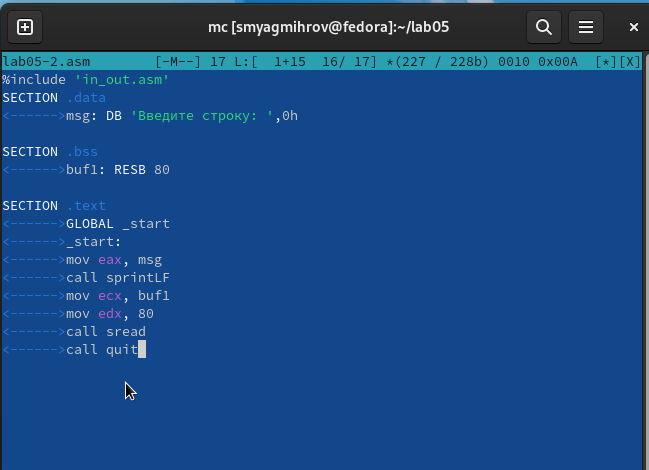 mc [smyagmihrov@fedora]:~/lab05
lab05-2.asm [-M--] 17 L:[ 1+15 16/ 17] *(227 / 228b) 0010 0x00A [*][X]
%include 'in_out.asm'
SECTION .data
<------>msg: DB 'Введите строку: ',0h
SECTION .bss
<------>buf1: RESB 80
SECTION .text
<------>GLOBAL _start
<------>_start:
<------>mov eax, msg
<------>call sprintLF
<------>mov ecx, buf1
<------>mov edx, 80
<------>call sread
<------>call quit